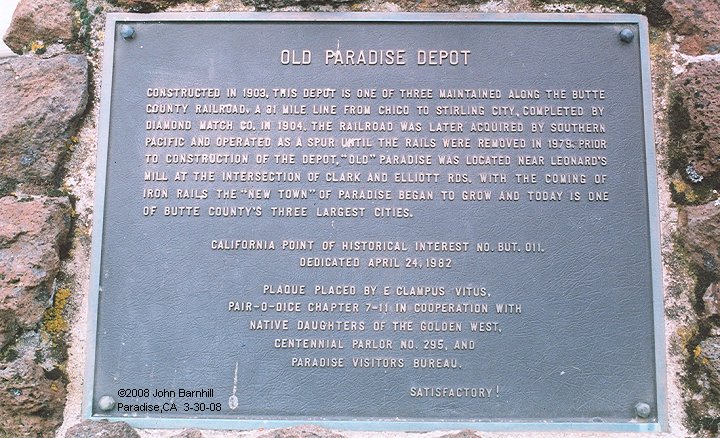 OLD PARADISE DEPOT
CONSTRUCTED IN 1903, THIS DEPOT IS ONE OF THREE MAINTAINED ALONG THE BUTTE
COUNTY RAILROAD, A 31 MILE LINE FROM CHICO TO STIRLING CITY, COMPLETED BY
DIAMOND MATCH CO. IN 1904. THE RAILROAD WAS LATER ACQUIRED BY SOUTHERN
PACIFIC AND OPERATED AS A SPUR UNTIL THE RAILS WERE REMOVED IN 1979. PRIOR
TO CONSTRUCTION OF THE DEPOT, "OLD" PARADISE WAS LOCATED NEAR LEONARD'S
MILL AT THE INTERSECTION OF CLARK AND ELLIOTT RDS. WITH THE COMING OF
IRON RAILS THE "NEW TOWN" OF PARADISE BEGAN TO GROW AND TODAY IS ONE
OF BUTTE COUNTY'S THREE LARGEST CITIES.
CALIFORNIA POINT OF HISTORICAL INTEREST NO. BUT. 011.
DEDICATED APRIL 24, 1982
PLAQUE PLACED BY E CLAMPUS VITUS,
PAIR-O-DICE CHAPTER 7-11 IN COOPERATION WITH
NATIVE DAUGHTERS OF THE GOLDEN WEST,
CENTENNIAL PARLOR NO. 295, AND
PARADISE VISITORS BUREAU.
SATISFACTORY!
©2008 John Barnhill
Paradise,CA 3-30-08